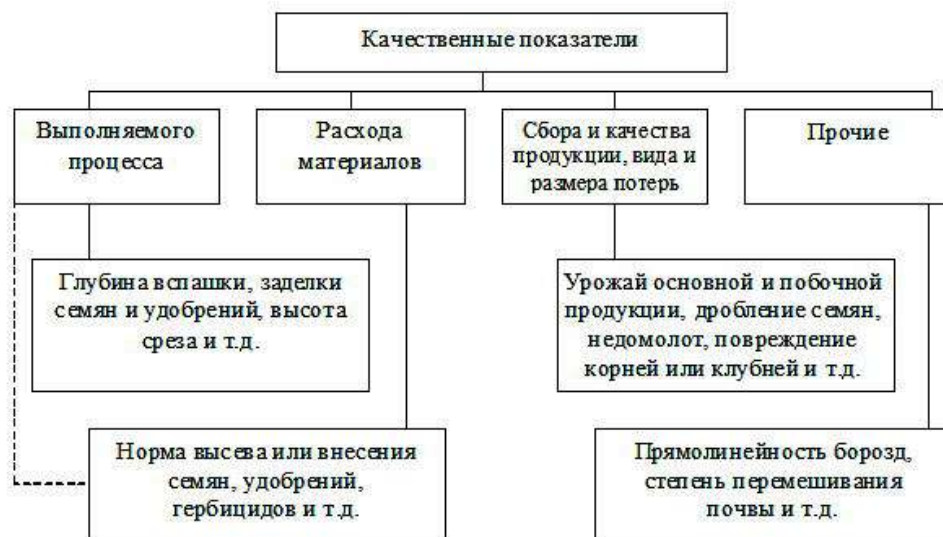 Качественные показатели
Выполняемого
процесса
Расхода
материалов
Сбора и качества
продукции, вида и
размера потерь
Прочие
Глубина вспашки, заделки
семян и удобрений, высота
среза и т.д.
Урожай основной и побочной
продукции, дробление семян,
недомолот, повреждение
корней или клубней и т.д.
Норма высева или внесения
семян, удобрений,
гербицидов и т.д.
Прямолинейность борозд,
степень перемешивания
почвы и т.д.